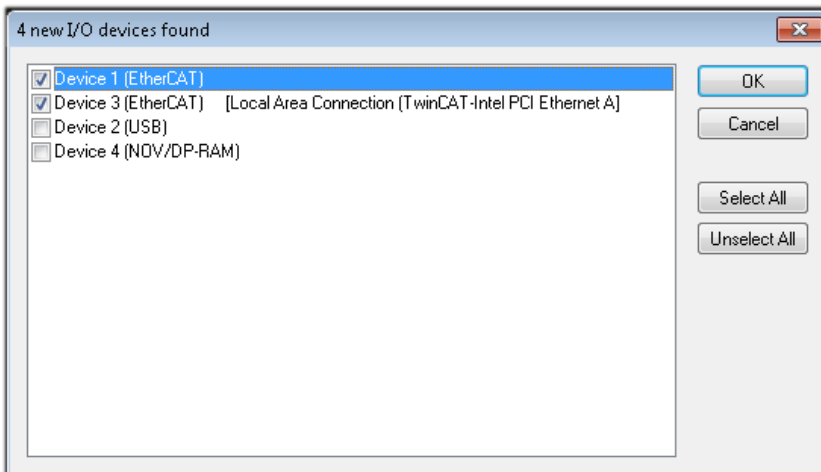 4 new I/O devices found
Device 1 (EtherCAT)
Device 3 (EtherCAT) [Local Area Connection (TwinCAT-Intel PCI Ethernet A]
Device 2 (USB)
Device 4 (NOV/DP-RAM)
OK
Cancel
Select All
Unselect All